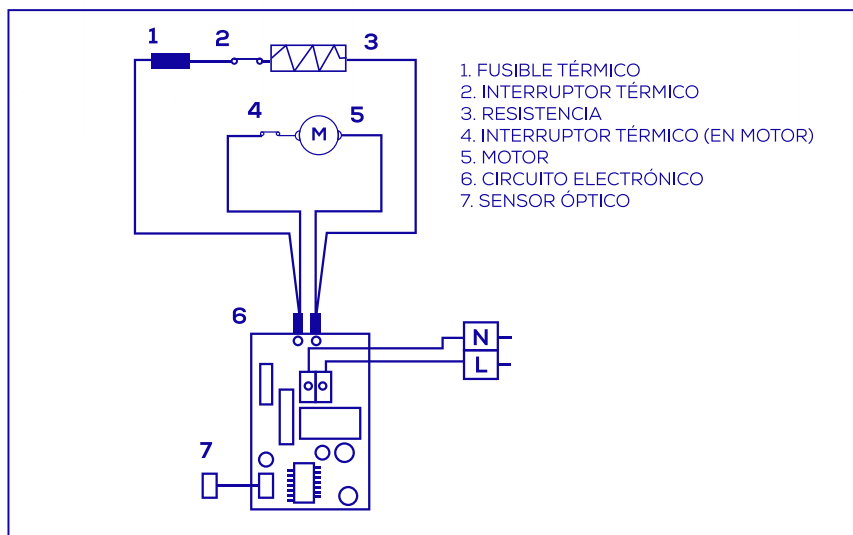 1
2
3
4
5
M
1. FUSIBLE TÉRMICO
2. INTERRUPTOR TÉRMICO
3. RESISTENCIA
4. INTERRUPTOR TÉRMICO (EN MOTOR)
5. MOTOR
6. CIRCUITO ELECTRÓNICO
7. SENSOR ÓPTICO
6
N
L
7